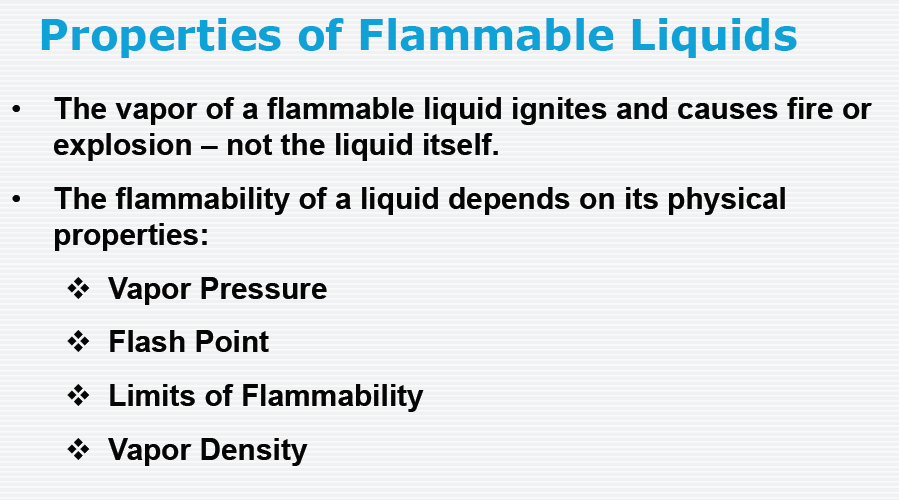 Properties of Flammable Liquids
• The vapor of a flammable liquid ignites and causes fire or
explosion – not the liquid itself.
• The flammability of a liquid depends on its physical
properties:
❖ Vapor Pressure
❖ Flash Point
❖ Limits of Flammability
❖ Vapor Density